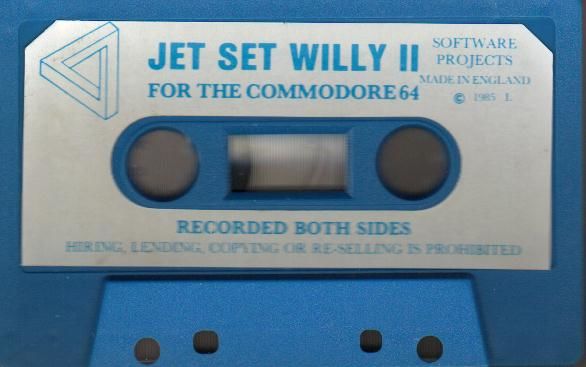 JET SET WILLY II
FOR THE COMMODORE 64
SOFTWARE
PROJECTS
MADE IN ENGLAND
© 1985 L
RECORDED BOTH SIDES
HIRING, LENDING, COPYING OR RE-SELLING IS PROHIBITED